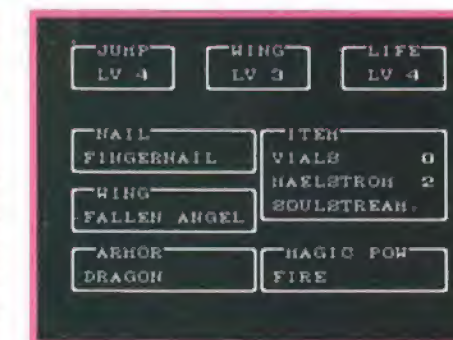 JUMP WING LIFE
LV 4 LV 3 LV 4
NAIL ITEM
FINGERNAIL VIALS 0
MAELSTROM 2
WING SOULSTREAM.
FALLEN ANGEL
ARMOR MAGIC POW
DRAGON FIRE